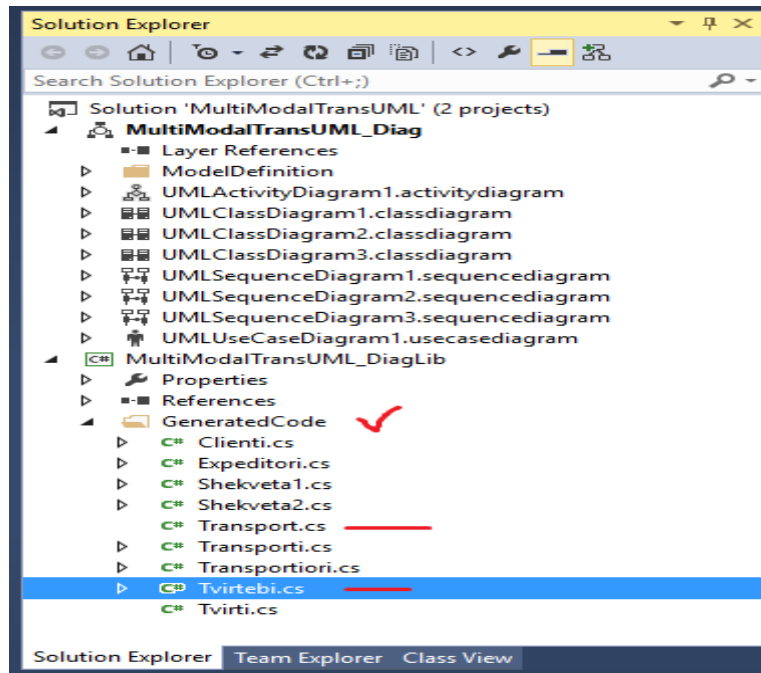 Solution Explorer
Search Solution Explorer (Ctrl+;)
Solution 'MultiModalTransUML' (2 projects)
MultiModalTransUML_Diag
Layer References
ModelDefinition
UMLActivityDiagram1.activitydiagram
UMLClassDiagram1.classdiagram
UMLClassDiagram2.classdiagram
UMLClassDiagram3.classdiagram
UMLSequenceDiagram1.sequencediagram
UMLSequenceDiagram2.sequencediagram
UMLSequenceDiagram3.sequencediagram
UMLUseCaseDiagram1.usecasediagram
C# MultiModalTransUML_DiagLib
Properties
References
GeneratedCode
C# Clienti.cs
C# Expeditori.cs
C# Shekveta1.cs
C# Shekveta2.cs
C# Transport.cs
C# Transporti.cs
C# Transportiori.cs
C# Tvirtebi.cs
C# Tvirti.cs
Solution Explorer Team Explorer Class View